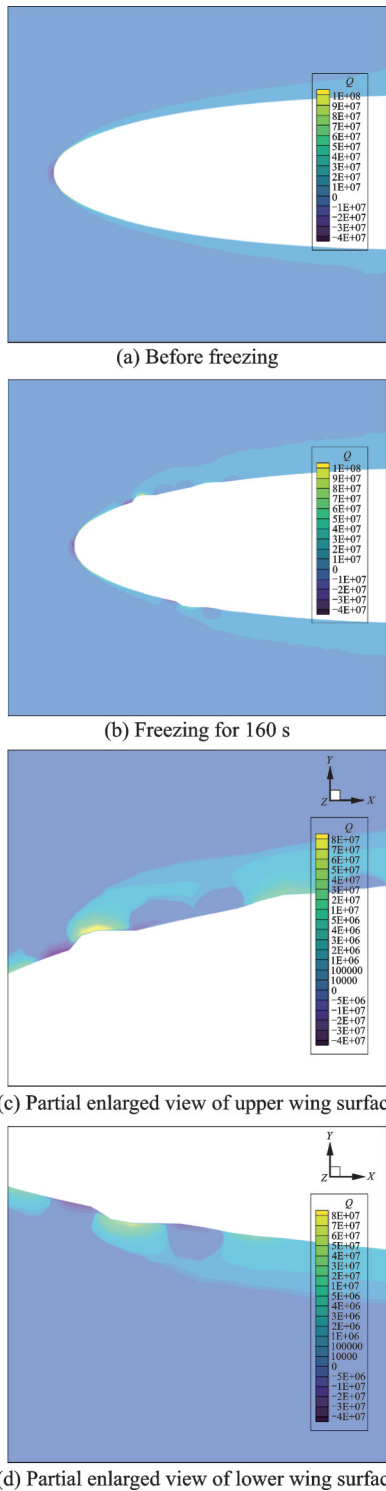 Q
1E+08
9E+07
8E+07
7E+07
6E+07
5E+07
4E+07
3E+07
2E+07
1E+07
0
−1E+07
−2E+07
−3E+07
−4E+07
(a) Before freezing
Q
1E+08
9E+07
8E+07
7E+07
6E+07
5E+07
4E+07
3E+07
2E+07
1E+07
0
−1E+07
−2E+07
−3E+07
−4E+07
(b) Freezing for 160 s
Y
Z X
Q
8E+07
7E+07
6E+07
5E+07
4E+07
3E+07
2E+07
1E+07
5E+06
4E+06
2E+06
1E+06
100000
10000
0
−5E+06
−1E+07
−2E+07
−3E+07
−4E+07
(c) Partial enlarged view of upper wing surfac
Y
Z X
Q
8E+07
7E+07
6E+07
5E+07
4E+07
3E+07
2E+07
1E+07
5E+06
4E+06
2E+06
1E+06
100000
10000
0
−5E+06
−1E+07
−2E+07
−3E+07
−4E+07
(d) Partial enlarged view of lower wing surfac